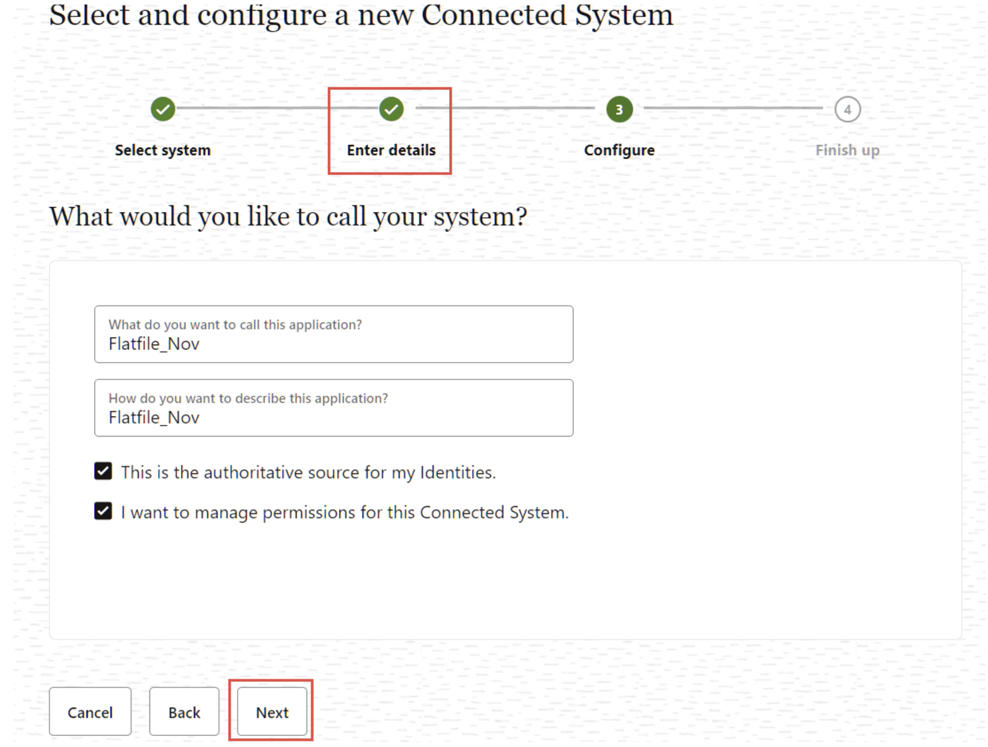 Select and configure a new Connected System
3
4
Select system
Enter details
Configure
Finish up
What would you like to call your system?
What do you want to call this application?
Flatfile_Nov
How do you want to describe this application?
Flatfile_Nov
This is the authoritative source for my Identities.
I want to manage permissions for this Connected System.
Cancel
Back
Next